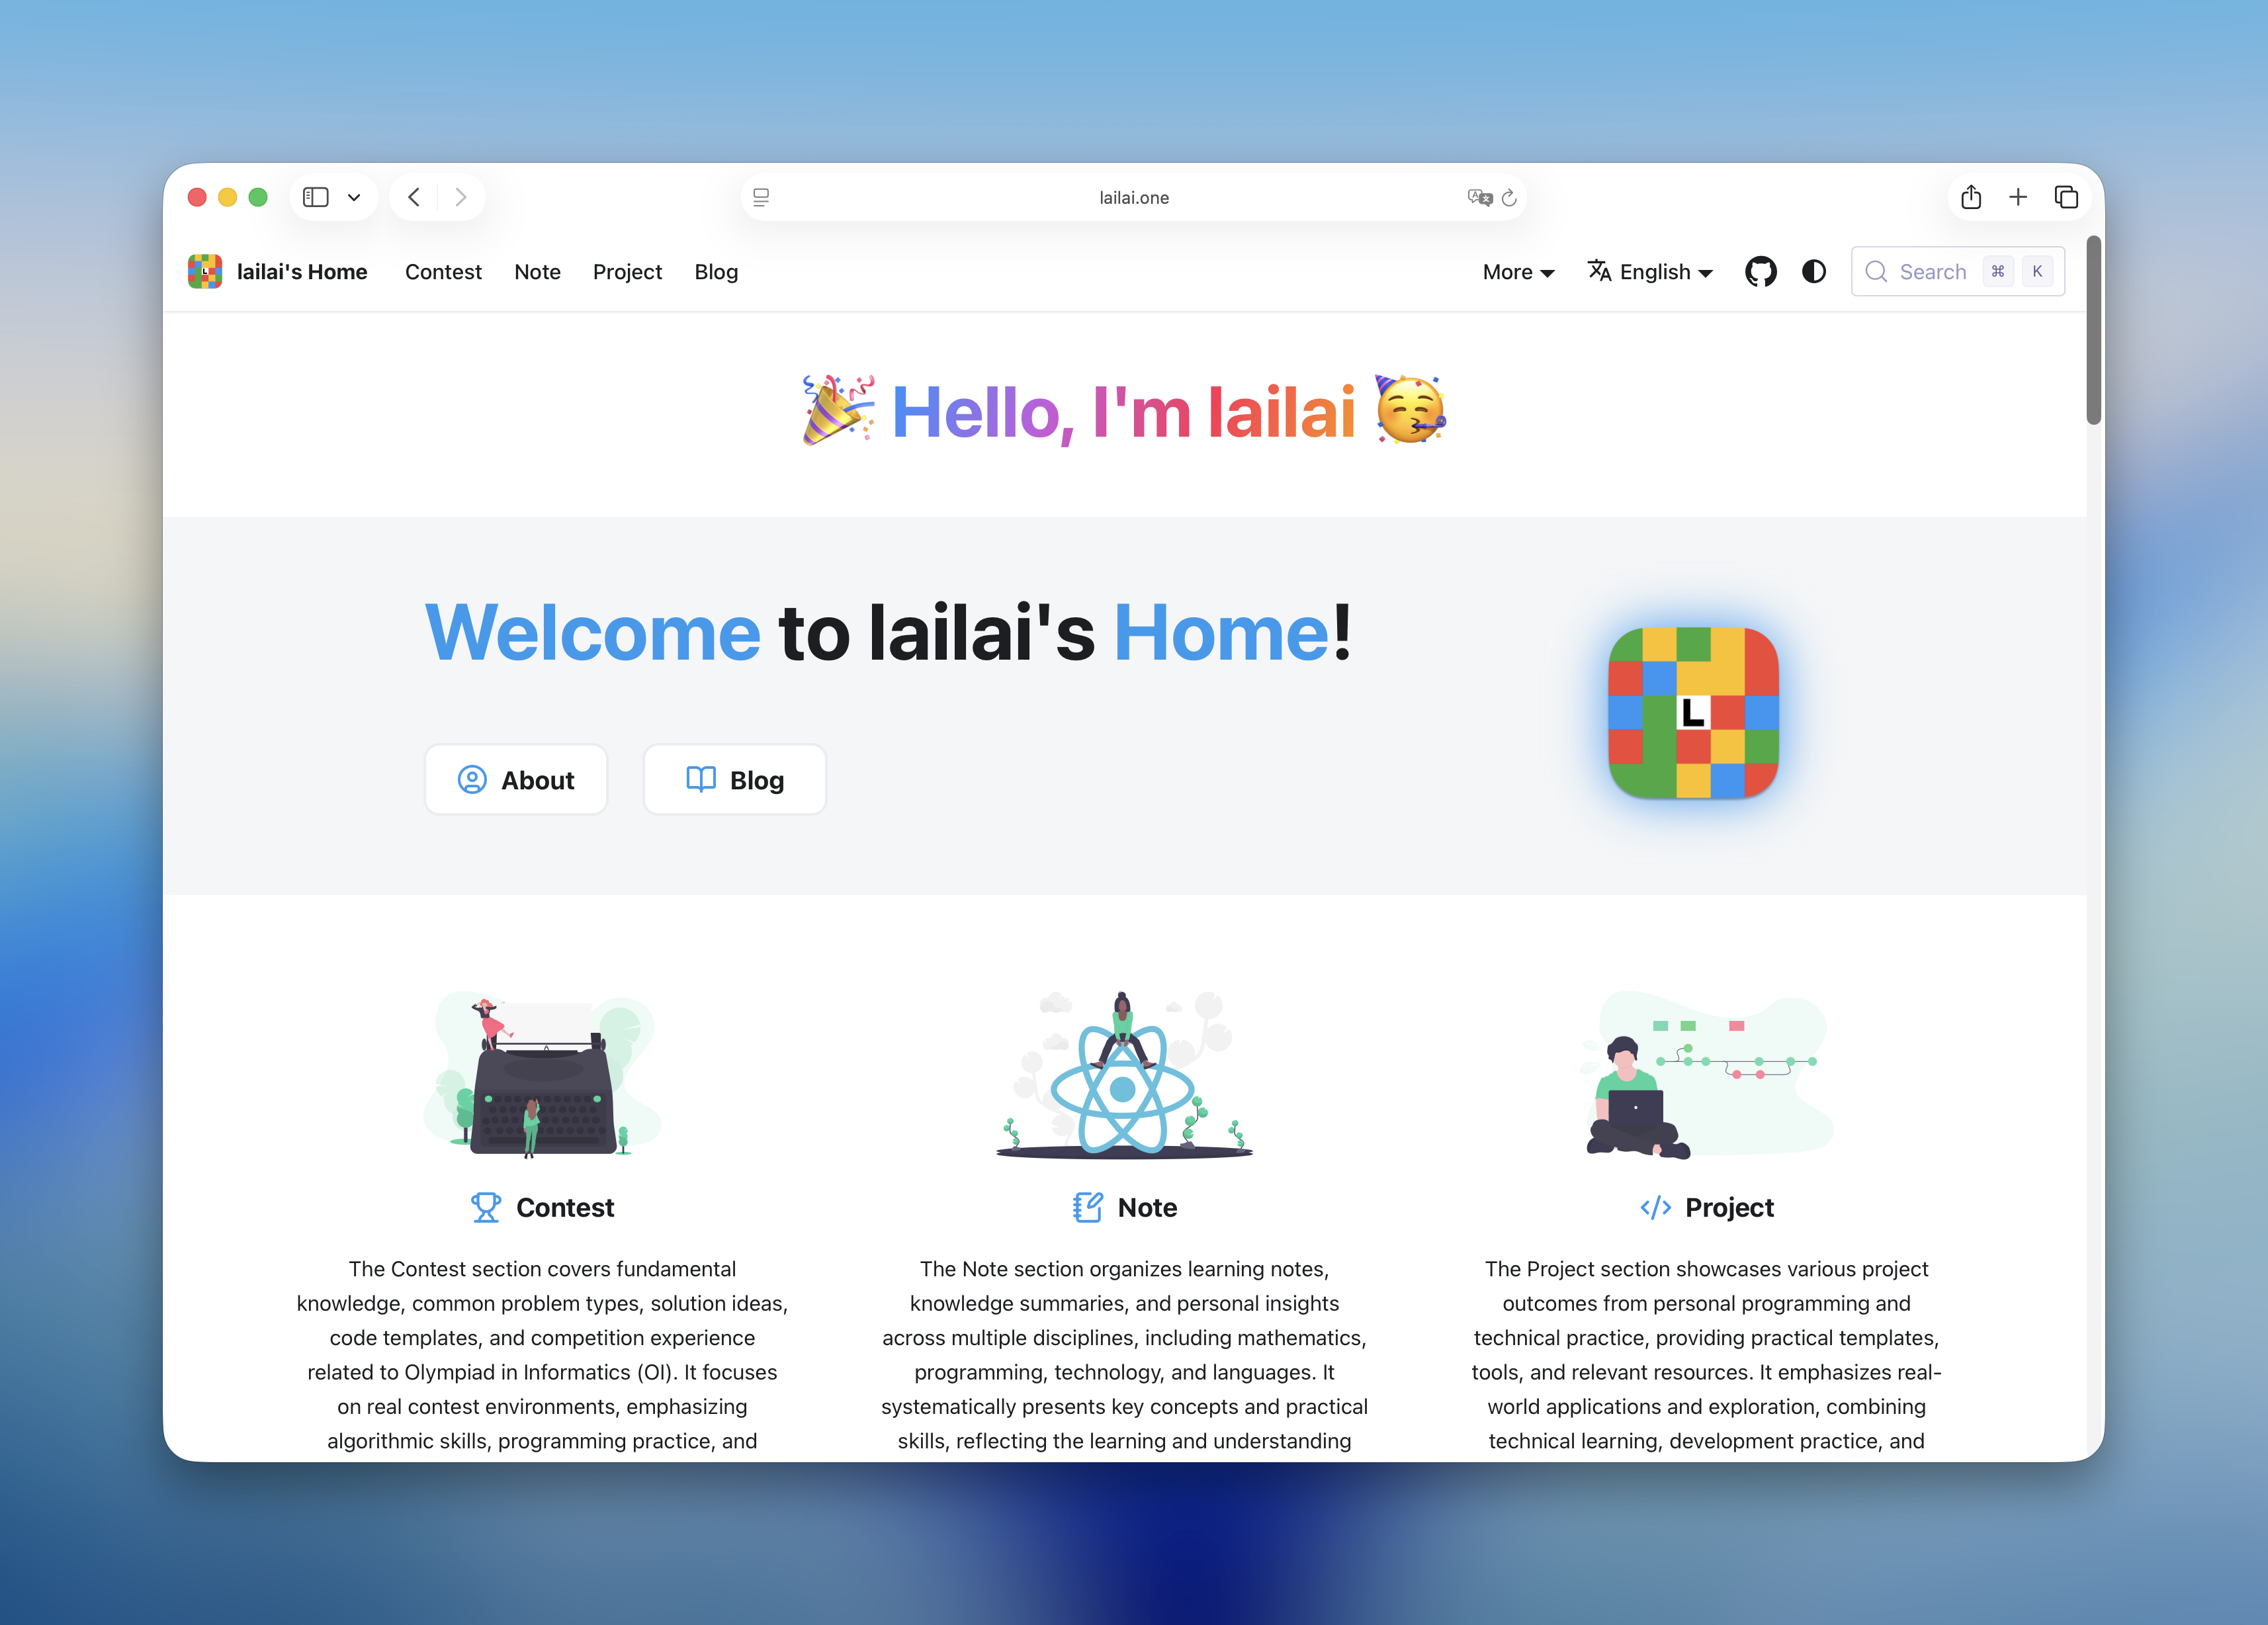 lailai.one
L
lailai's Home
Contest
Note
Project
Blog
More
English
Search
⌘
K
🎉 Hello, I'm lailai 🥳
Welcome to lailai's Home!
L
About
Blog
Contest
The Contest section covers fundamental
knowledge, common problem types, solution ideas,
code templates, and competition experience
related to Olympiad in Informatics (OI). It focuses
on real contest environments, emphasizing
algorithmic skills, programming practice, and
Note
The Note section organizes learning notes,
knowledge summaries, and personal insights
across multiple disciplines, including mathematics,
programming, technology, and languages. It
systematically presents key concepts and practical
skills, reflecting the learning and understanding
Project
The Project section showcases various project
outcomes from personal programming and
technical practice, providing practical templates,
tools, and relevant resources. It emphasizes real-
world applications and exploration, combining
technical learning, development practice, and